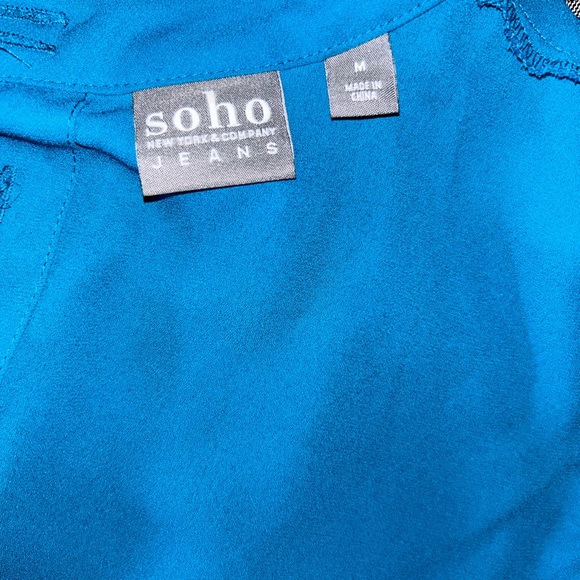 soho
NEW YORK & COMPANY
JEANS
M
MADE IN
CHINA